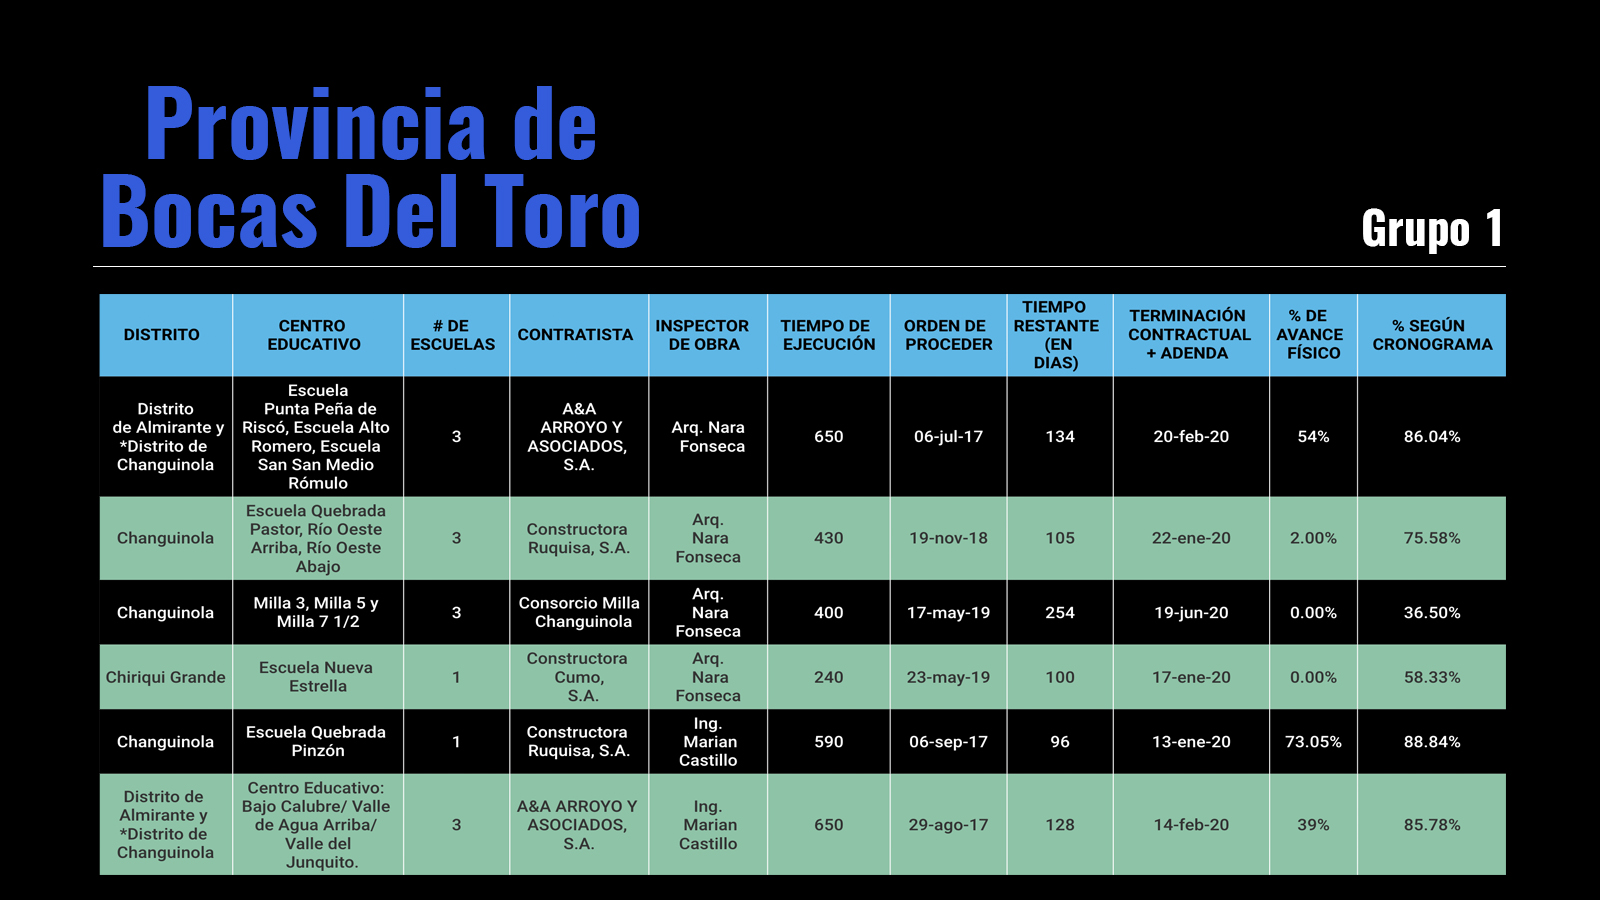 Provincia de
Bocas Del Toro
Grupo 1
DISTRITO
CENTRO
EDUCATIVO
# DE
ESCUELAS
CONTRATISTA
INSPECTOR
DE OBRA
TIEMPO DE
EJECUCIÓN
ORDEN DE
PROCEDER
TIEMPO
RESTANTE
(EN
DIAS)
TERMINACIÓN
CONTRACTUAL
+ ADENDA
% DE
AVANCE
FÍSICO
% SEGÚN
CRONOGRAMA
Distrito
de Almirante y
*Distrito de
Changuinola
Escuela
Punta Peña de
Riscó, Escuela Alto
Romero, Escuela
San San Medio
Rómulo
3
A&A
ARROYO Y
ASOCIADOS,
S.A.
Arq. Nara
Fonseca
650
06-jul-17
134
20-feb-20
54%
86.04%
Changuinola
Escuela Quebrada
Pastor, Río Oeste
Arriba, Río Oeste
Abajo
3
Constructora
Ruquisa, S.A.
Arq.
Nara
Fonseca
430
19-nov-18
105
22-ene-20
2.00%
75.58%
Changuinola
Milla 3, Milla 5 y
Milla 7 1/2
3
Consorcio Milla
Changuinola
Arq.
Nara
Fonseca
400
17-may-19
254
19-jun-20
0.00%
36.50%
Chiriqui Grande
Escuela Nueva
Estrella
1
Constructora
Cumo,
S.A.
Arq.
Nara
Fonseca
240
23-may-19
100
17-ene-20
0.00%
58.33%
Changuinola
Escuela Quebrada
Pinzón
1
Constructora
Ruquisa, S.A.
Ing.
Marian
Castillo
590
06-sep-17
96
13-ene-20
73.05%
88.84%
Distrito de
Almirante y
*Distrito de
Changuinola
Centro Educativo:
Bajo Calubre/ Valle
de Agua Arriba/
Valle del
Junquito.
3
A&A ARROYO Y
ASOCIADOS,
S.A.
Ing.
Marian
Castillo
650
29-ago-17
128
14-feb-20
39%
85.78%